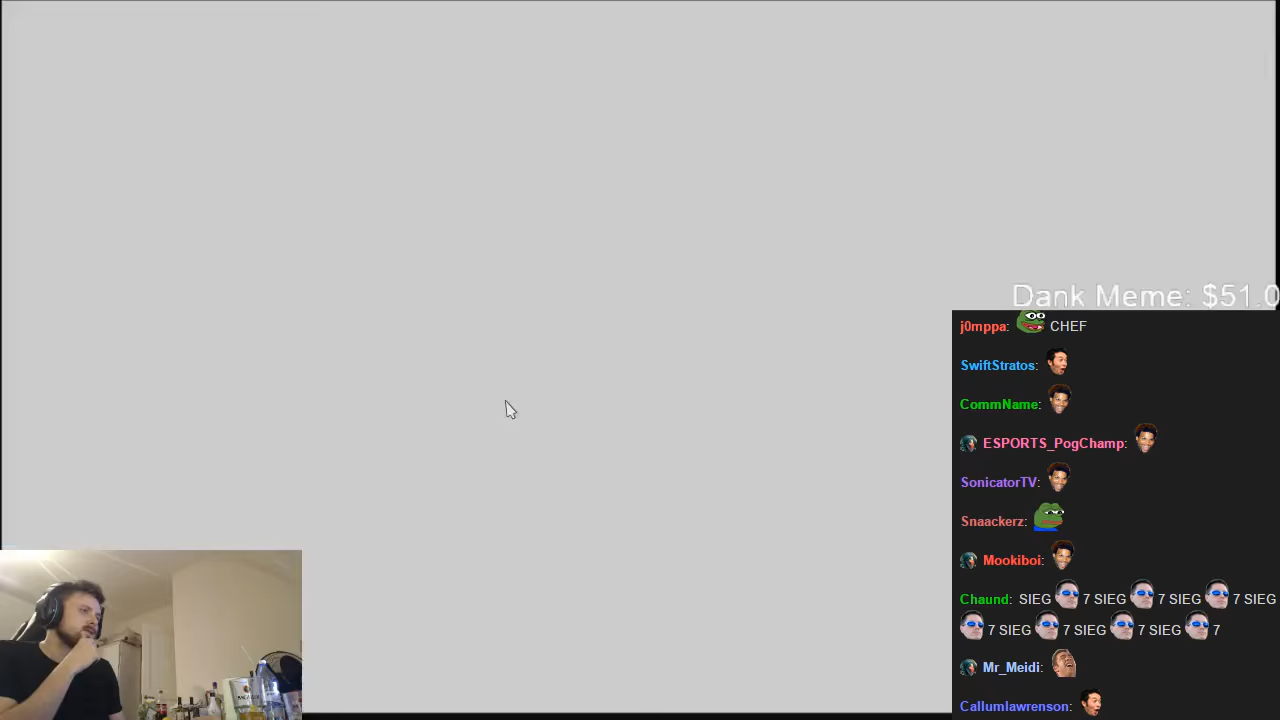 Dank Meme: $51.0
j0mppa: CHEF
SwiftStratos:
CommName:
ESPORTS_PogChamp:
SonicatorTV:
Snaackerz:
Mookiboi:
Chaund: SIEG 7 SIEG 7 SIEG 7 SIEG
7 SIEG 7 SIEG 7 SIEG 7
Mr_Meidi:
Callumlawrenson: